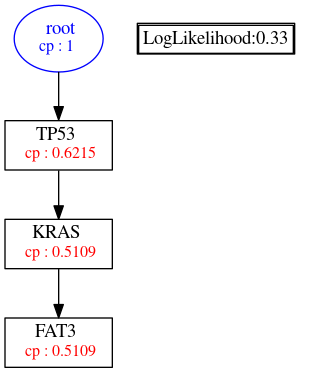 root
cp : 1
LogLikelihood:0.33
TP53
cp : 0.6215
KRAS
cp : 0.5109
FAT3
cp : 0.5109